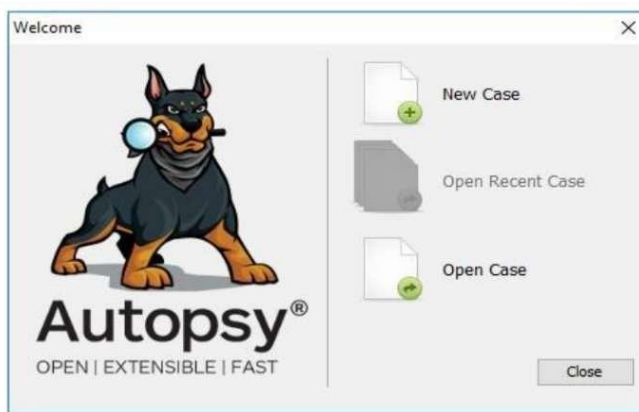 Welcome
New Case
Open Recent Case
Open Case
Autopsy®
OPEN | EXTENSIBLE | FAST
Close